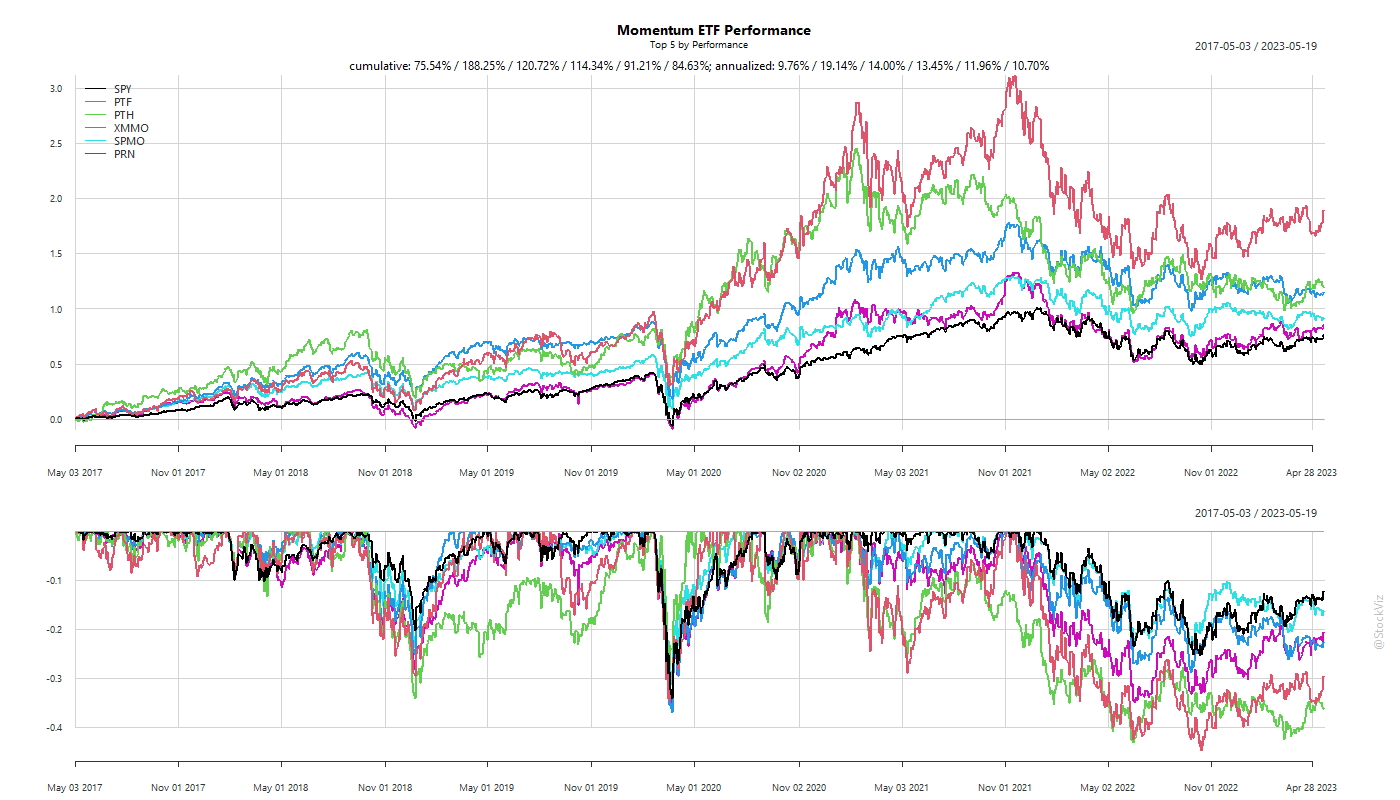 Momentum ETF Performance
Top 5 by Performance
2017-05-03 / 2023-05-19
cumulative: 75.54% / 188.25% / 120.72% / 114.34% / 91.21% / 84.63%; annualized: 9.76% / 19.14% / 14.00% / 13.45% / 11.96% / 10.70%
SPY
PTF
PTH
XMMO
SPMO
PRN
3.0
2.5
2.0
1.5
1.0
0.5
0.0
May 03 2017 Nov 01 2017 May 01 2018 Nov 01 2018 May 01 2019 Nov 01 2019 May 01 2020 Nov 02 2020 May 03 2021 Nov 01 2021 May 02 2022 Nov 01 2022 Apr 28 2023
2017-05-03 / 2023-05-19
-0.1
-0.2
-0.3
-0.4
May 03 2017 Nov 01 2017 May 01 2018 Nov 01 2018 May 01 2019 Nov 01 2019 May 01 2020 Nov 02 2020 May 03 2021 Nov 01 2021 May 02 2022 Nov 01 2022 Apr 28 2023
@StockViz